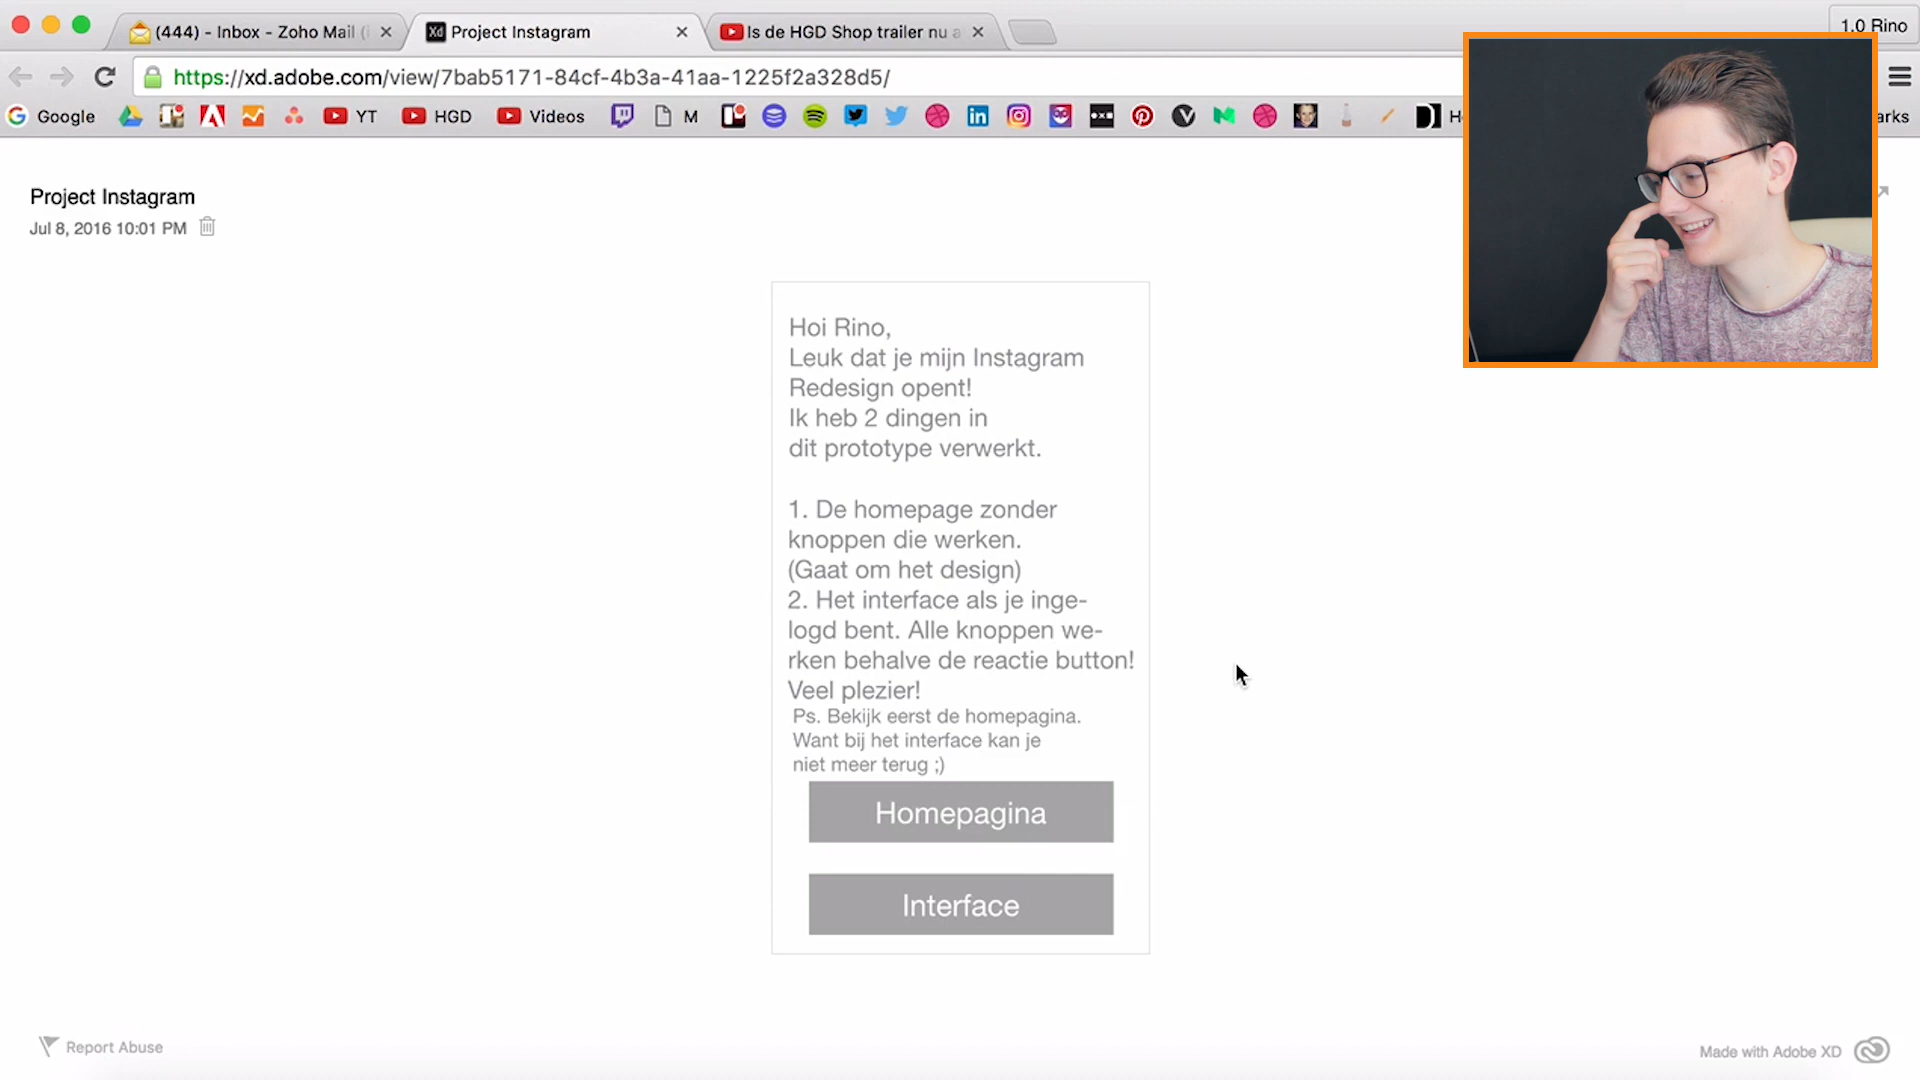 (444) - Inbox - Zoho Mail (
Project Instagram
Is de HGD Shop trailer nu a
1.0 Rino
https://xd.adobe.com/view/7bab5171-84cf-4b3a-41aa-1225f2a328d5/
Google
YT
HGD
Videos
M
H
arks
Project Instagram
Jul 8, 2016 10:01 PM
Hoi Rino,
Leuk dat je mijn Instagram
Redesign opent!
Ik heb 2 dingen in
dit prototype verwerkt.
1. De homepage zonder
knoppen die werken.
(Gaat om het design)
2. Het interface als je inge-
logd bent. Alle knoppen we-
rken behalve de reactie button!
Veel plezier!
Ps. Bekijk eerst de homepagina.
Want bij het interface kan je
niet meer terug ;)
Homepagina
Interface
Report Abuse
Made with Adobe XD